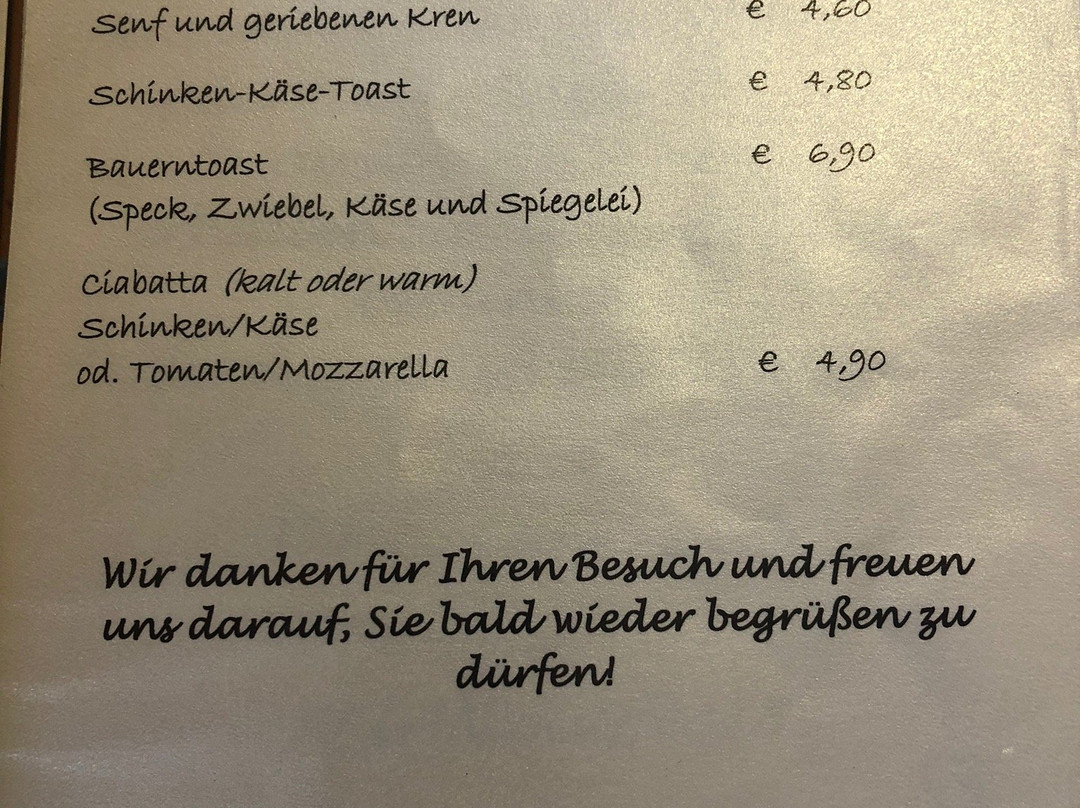 Senf und geriebenen Kren € 4,60
Schinken-Käse-Toast € 4,80
Bauerntoast € 6,90
(Speck, Zwiebel, Käse und Spiegelei)
Ciabatta (kalt oder warm)
Schinken/Käse
od. Tomaten/Mozzarella € 4,90
Wir danken für Ihren Besuch und freuen
uns darauf, Sie bald wieder begrüßen zu
dürfen!